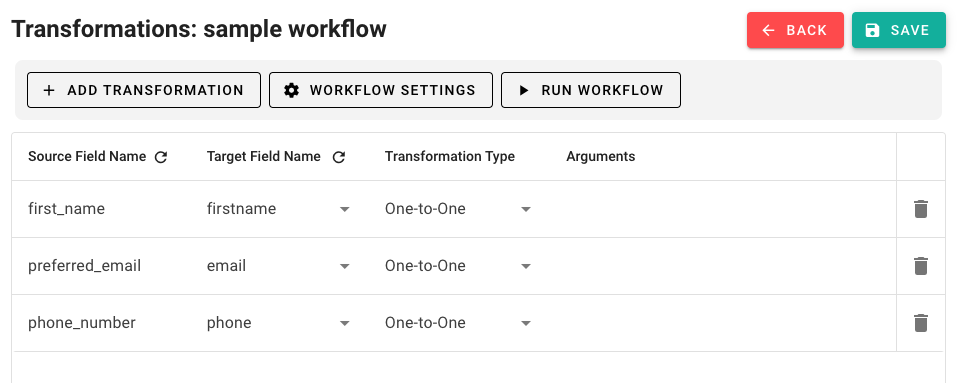 Transformations: sample workflow
BACK
SAVE
ADD TRANSFORMATION
WORKFLOW SETTINGS
RUN WORKFLOW
Source Field Name Target Field Name Transformation Type Arguments
first_name firstname One-to-One
preferred_email email One-to-One
phone_number phone One-to-One